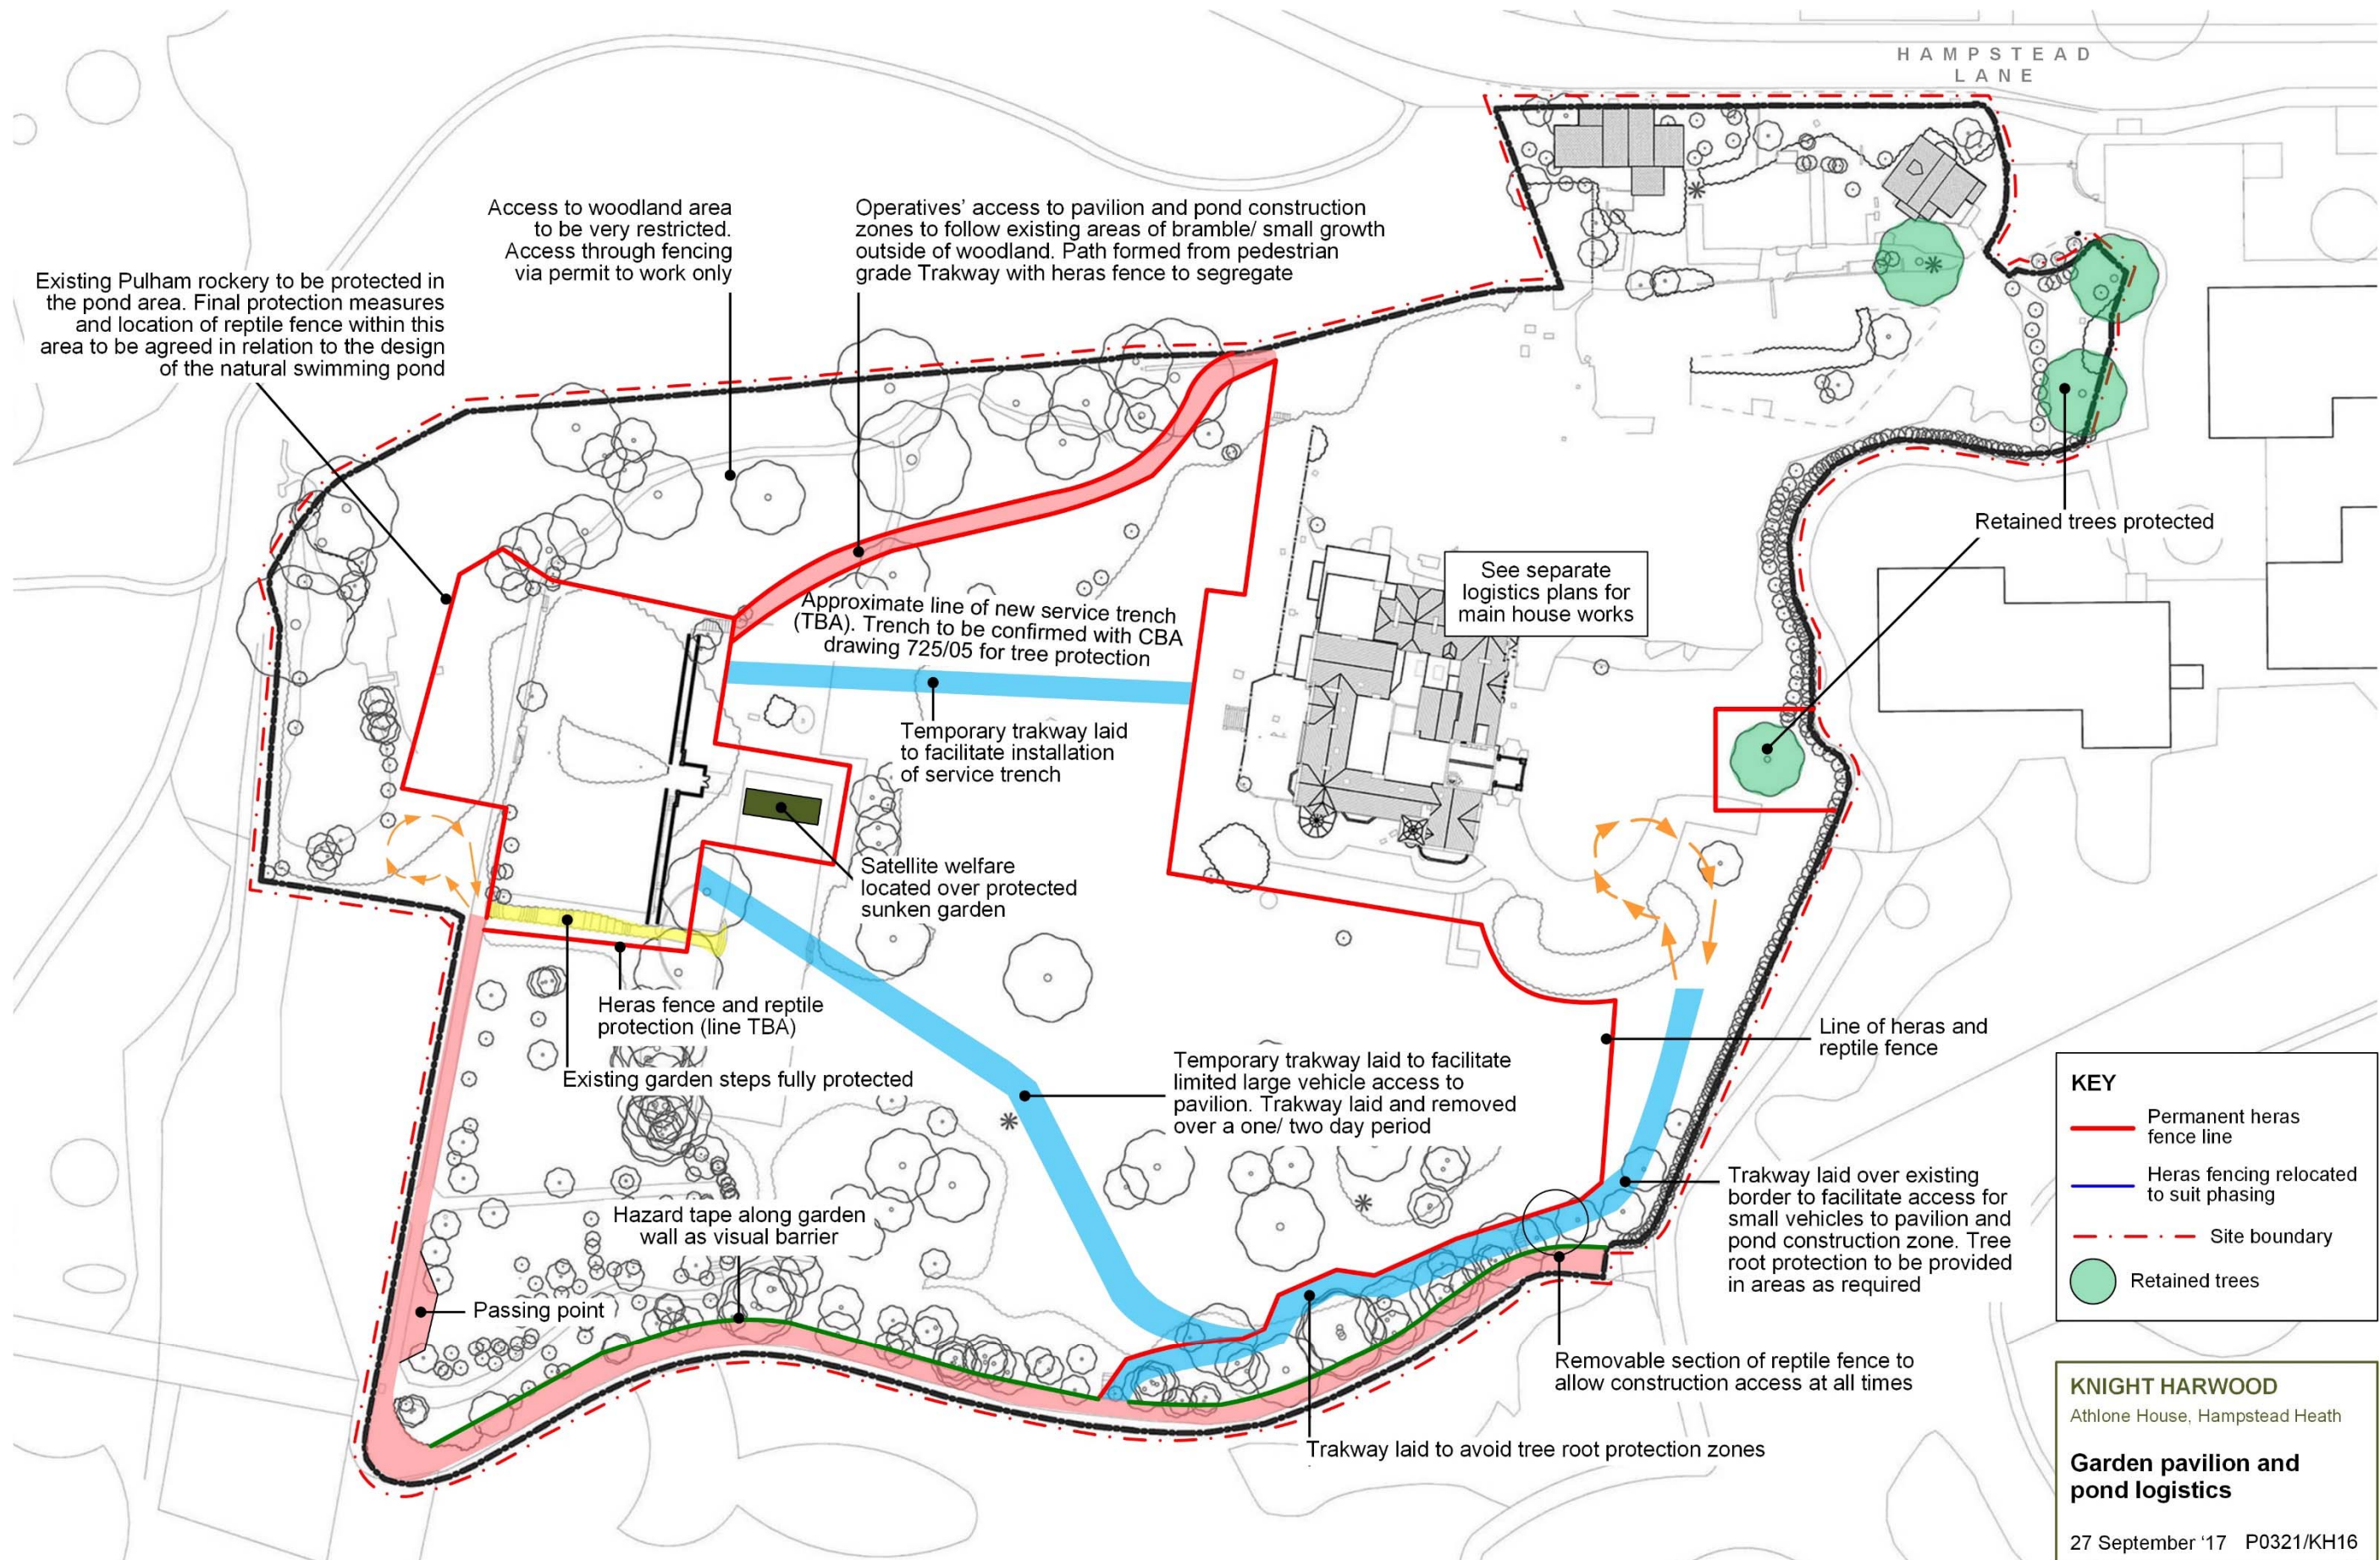 HAMPSTEAD
LANE
Access to woodland area
to be very restricted.
Access through fencing
via permit to work only
Operatives’ access to pavilion and pond construction
zones to follow existing areas of bramble/ small growth
outside of woodland. Path formed from pedestrian
grade Trakway with heras fence to segregate
Existing Pulham rockery to be protected in
the pond area. Final protection measures
and location of reptile fence within this
area to be agreed in relation to the design
of the natural swimming pond
Retained trees protected
See separate
logistics plans for
main house works
Approximate line of new service trench
(TBA). Trench to be confirmed with CBA
drawing 725/05 for tree protection
Temporary trakway laid
to facilitate installation
of service trench
Satellite welfare
located over protected
sunken garden
Heras fence and reptile
protection (line TBA)
Existing garden steps fully protected
Line of heras and
reptile fence
Temporary trakway laid to facilitate
limited large vehicle access to
pavilion. Trakway laid and removed
over a one/ two day period
Trakway laid over existing
border to facilitate access for
small vehicles to pavilion and
pond construction zone. Tree
root protection to be provided
in areas as required
Hazard tape along garden
wall as visual barrier
Passing point
Removable section of reptile fence to
allow construction access at all times
Trakway laid to avoid tree root protection zones
KEY
Permanent heras
fence line
Heras fencing relocated
to suit phasing
Site boundary
Retained trees
KNIGHT HARWOOD
Athlone House, Hampstead Heath
Garden pavilion and
pond logistics
27 September ‘17 P0321/KH16